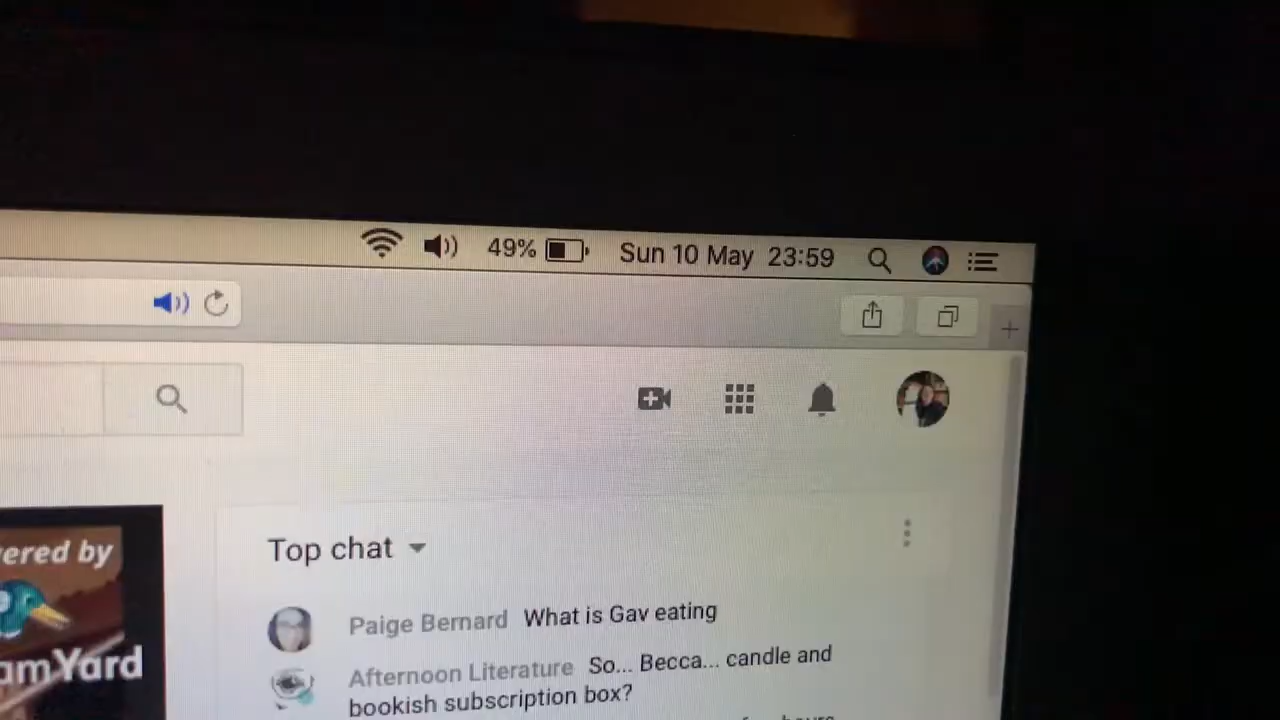 49% Sun 10 May 23:59
ered by
amYard
Top chat
Paige Bernard What is Gav eating
Afternoon Literature So... Becca... candle and
bookish subscription box?